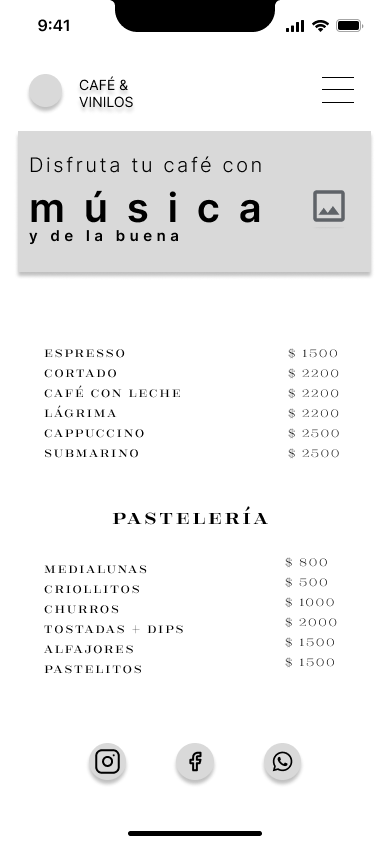 9:41
CAFÉ &
VINILOS
Disfruta tu café con
música
y de la buena
ESPRESSO $ 1500
CORTADO $ 2200
CAFÉ CON LECHE $ 2200
LÁGRIMA $ 2200
CAPPUCCINO $ 2500
SUBMARINO $ 2500
PASTELERÍA
MEDIALUNAS $ 800
CRIOLLITOS $ 500
CHURROS $ 1000
TOSTADAS + DIPS $ 2000
ALFAJORES $ 1500
PASTELITOS $ 1500